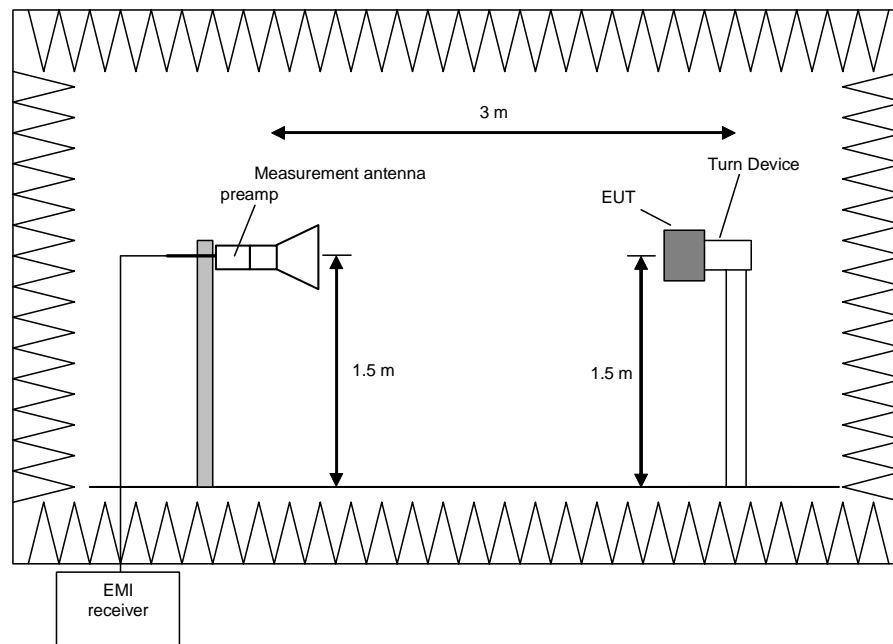 3 m
Measurement antenna
preamp
Turn Device
EUT
1.5 m
1.5 m
EMI
receiver